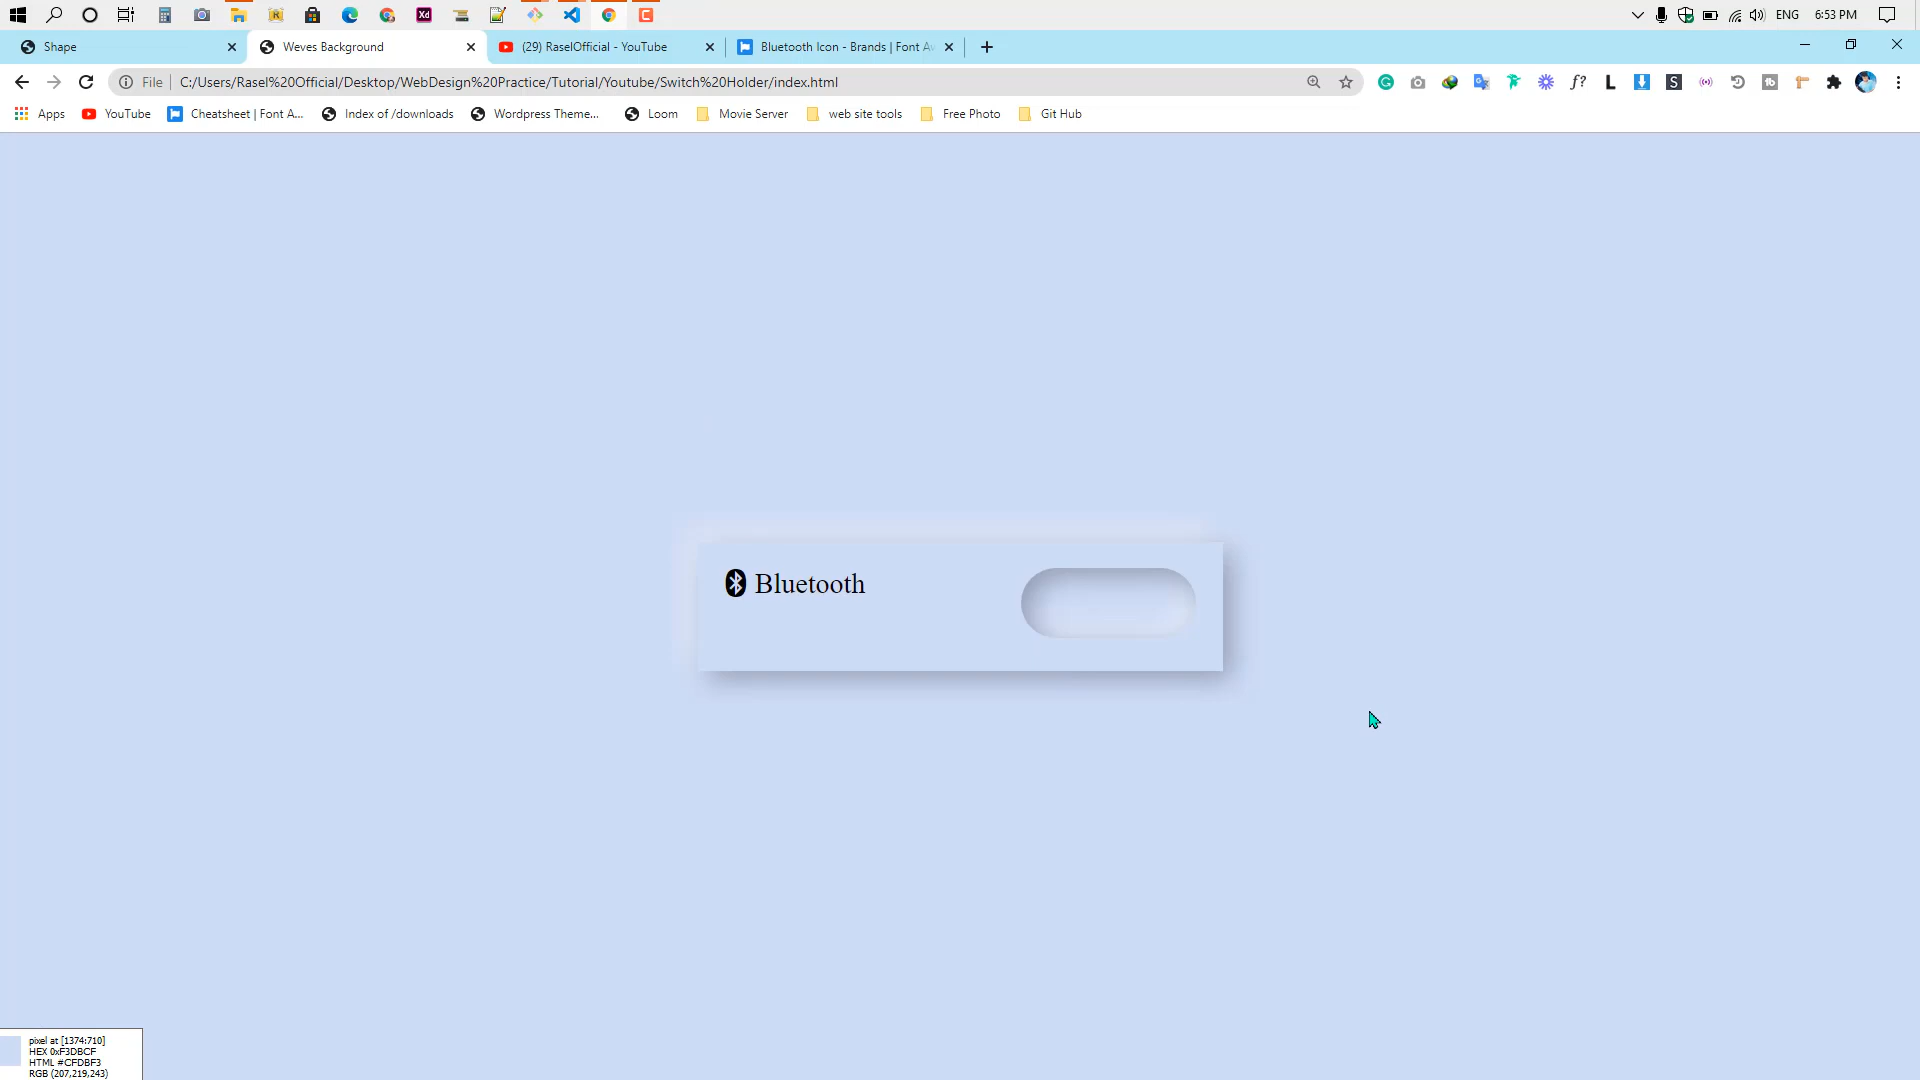 ENG 6:53 PM
Shape
Weves Background
(29) RaselOfficial - YouTube
Bluetooth Icon - Brands | Font Aw
File C:/Users/Rasel%20Official/Desktop/WebDesign%20Practice/Tutorial/Youtube/Switch%20Holder/index.html
Apps YouTube Cheatsheet | Font A... Index of /downloads Wordpress Theme... Loom Movie Server web site tools Free Photo Git Hub
Bluetooth
pixel at [1374:710]
HEX 0xF3DBCF
HTML #CFDBF3
RGB (207,219,243)